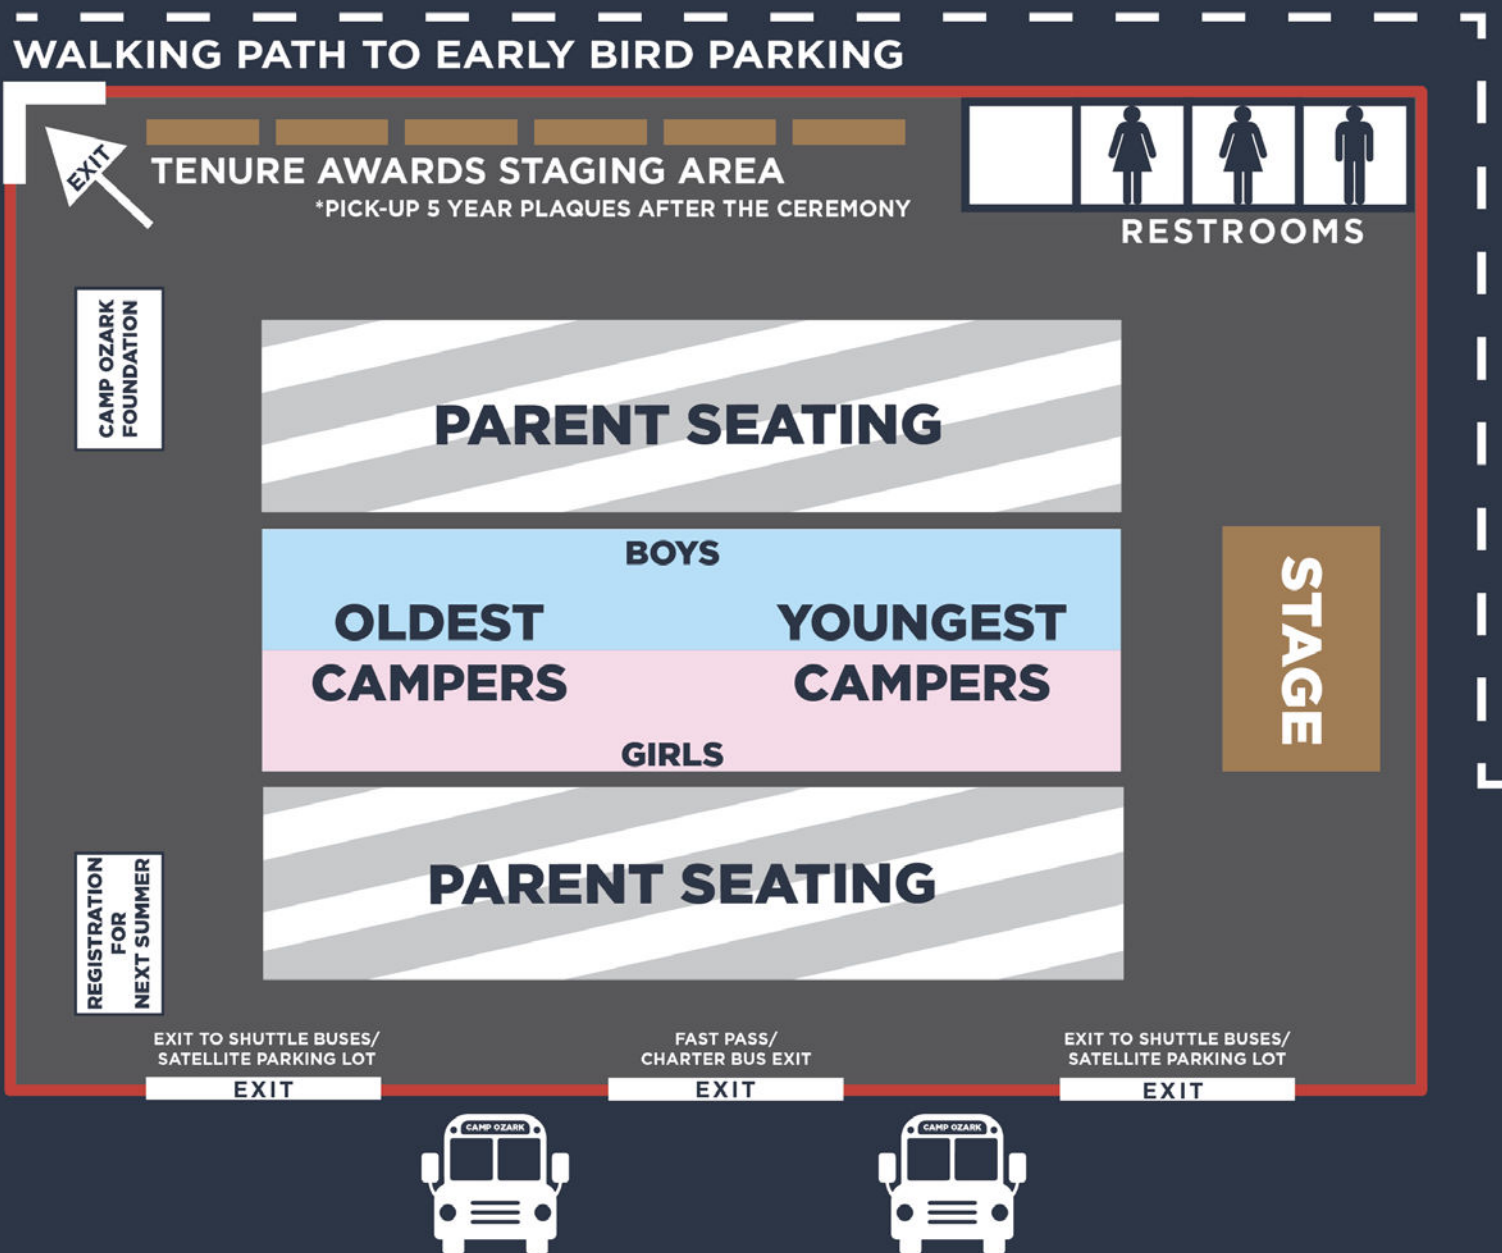 WALKING PATH TO EARLY BIRD PARKING
EXIT
TENURE AWARDS STAGING AREA
*PICK-UP 5 YEAR PLAQUES AFTER THE CEREMONY
RESTROOMS
CAMP OZARK
FOUNDATION
PARENT SEATING
BOYS
OLDEST
CAMPERS
YOUNGEST
CAMPERS
GIRLS
STAGE
PARENT SEATING
REGISTRATION
FOR
NEXT SUMMER
EXIT TO SHUTTLE BUSES/
SATELLITE PARKING LOT
EXIT
FAST PASS/
CHARTER BUS EXIT
EXIT
EXIT TO SHUTTLE BUSES/
SATELLITE PARKING LOT
EXIT
CAMP OZARK
CAMP OZARK